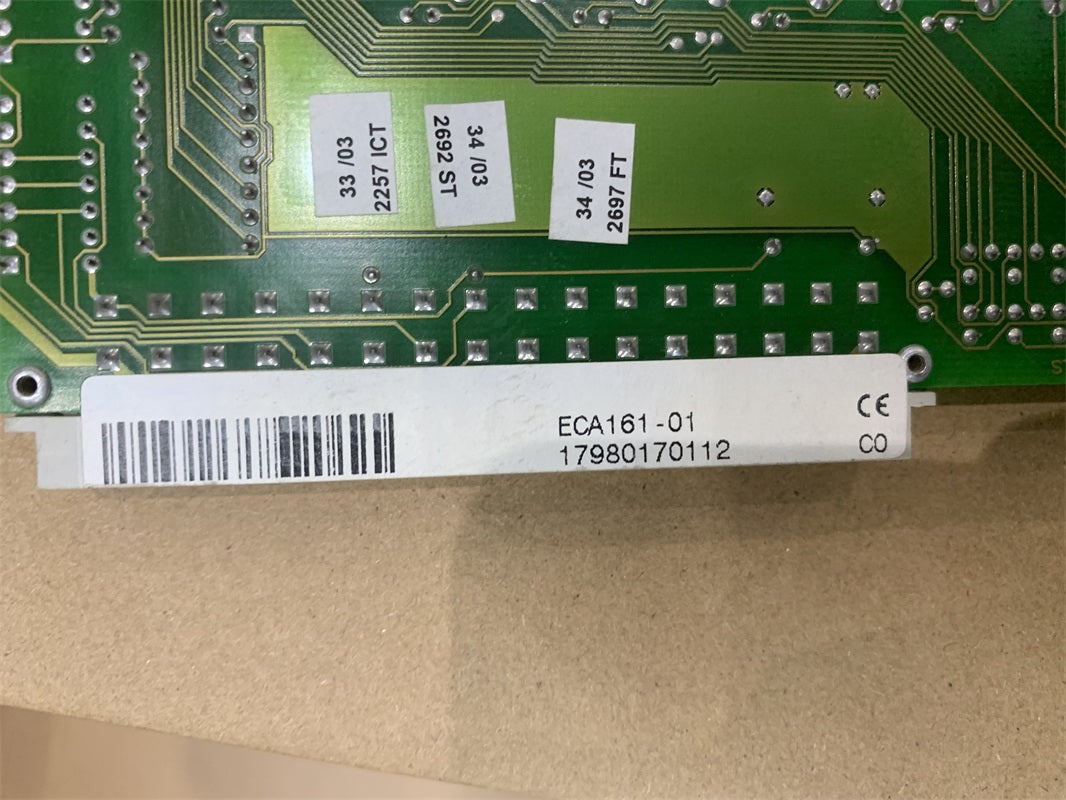 33 /03
2257 ICT
34 /03
2692 ST
34 /03
2697 FT
ECA161-01
17980170112
CE
C0